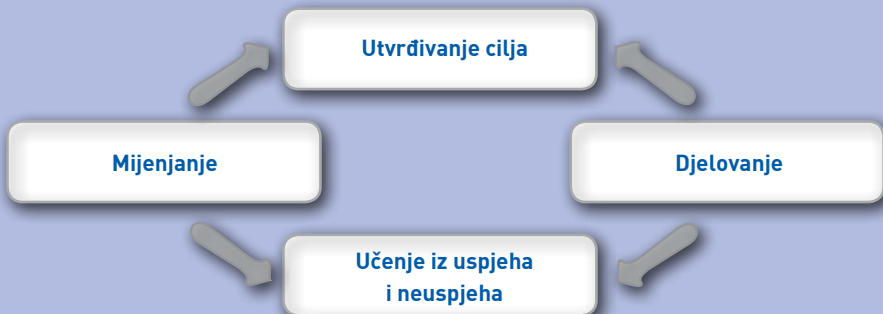 Utvrđivanje cilja
Mijenjanje
Djelovanje
Učenje iz uspjeha
i neuspjeha